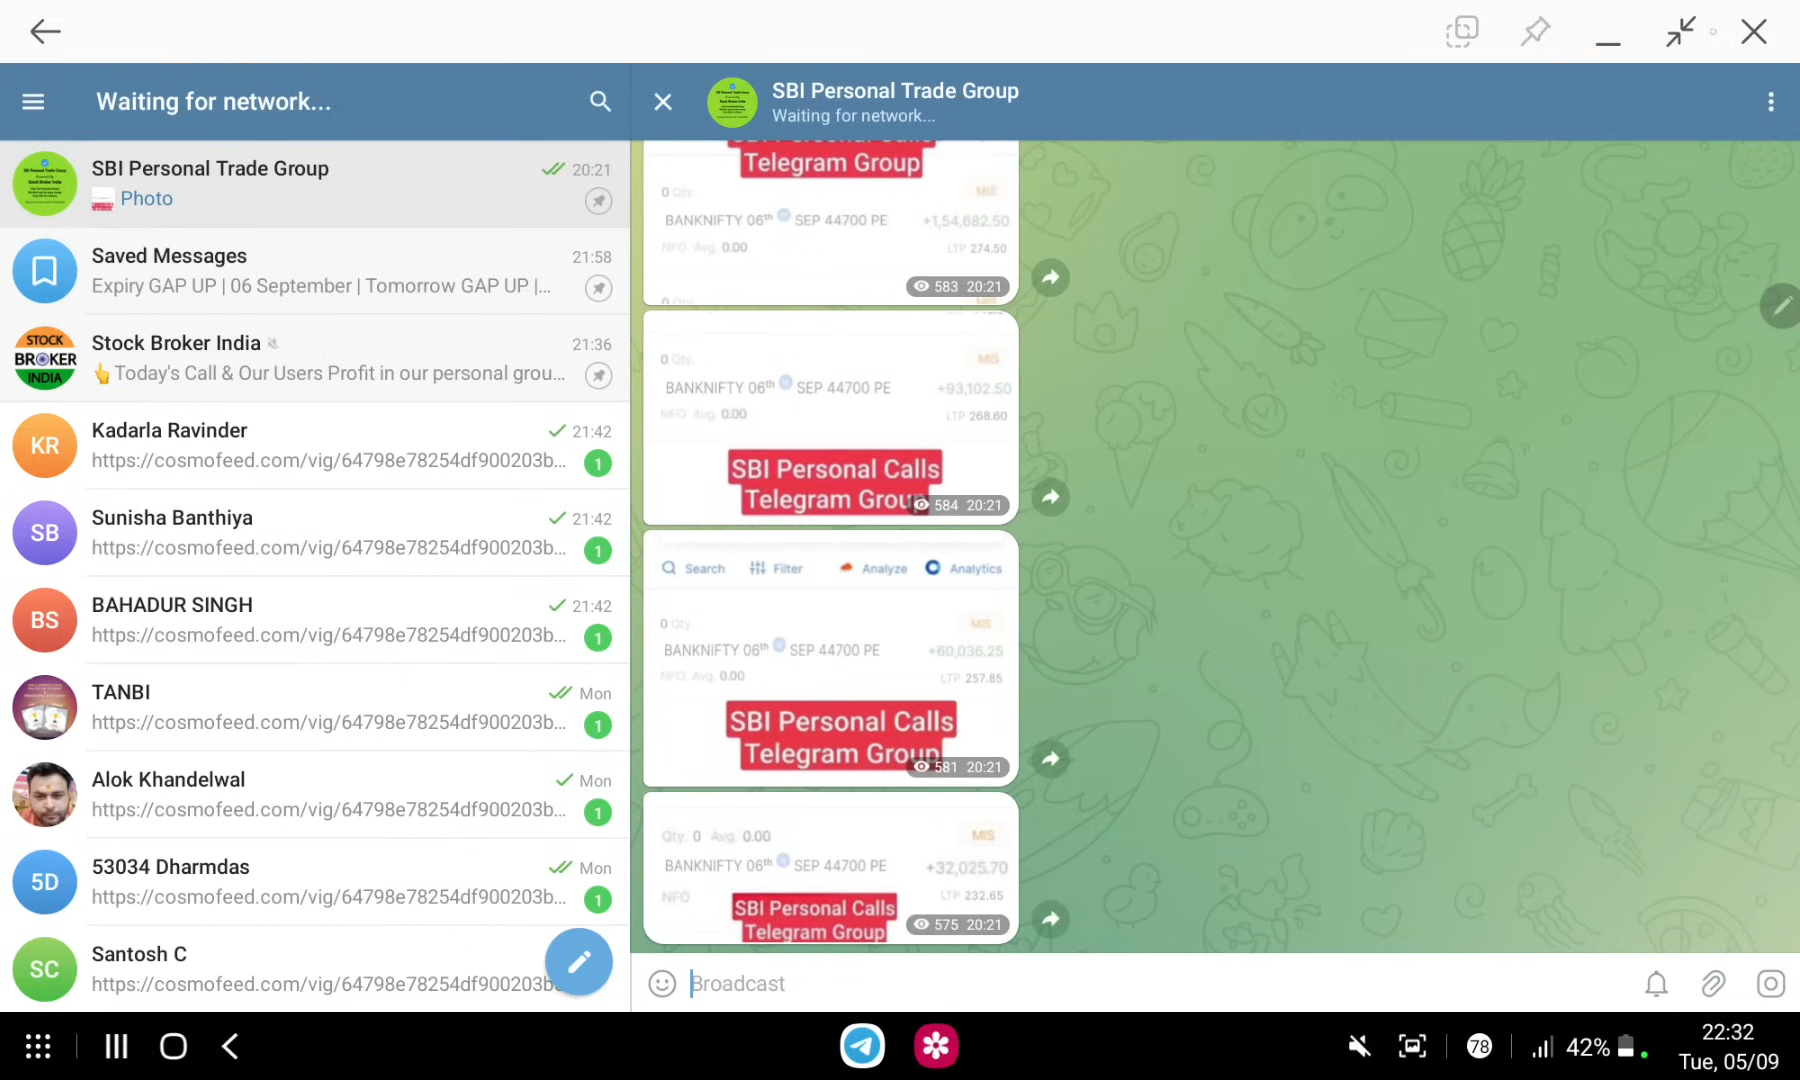 Waiting for network...
SBI Personal Trade Group
20:21
Photo
Saved Messages
21:58
Expiry GAP UP | 06 September | Tomorrow GAP UP |...
STOCK
BROKER
INDIA
Stock Broker India
21:36
👆Today's Call & Our Users Profit in our personal grou...
KR
Kadarla Ravinder
21:42
https://cosmofeed.com/vig/64798e78254df900203b...
1
SB
Sunisha Banthiya
21:42
https://cosmofeed.com/vig/64798e78254df900203b...
1
BS
BAHADUR SINGH
21:42
https://cosmofeed.com/vig/64798e78254df900203b...
1
TANBI
Mon
https://cosmofeed.com/vig/64798e78254df900203b...
1
Alok Khandelwal
Mon
https://cosmofeed.com/vig/64798e78254df900203b...
1
5D
53034 Dharmdas
Mon
https://cosmofeed.com/vig/64798e78254df900203b...
1
SC
Santosh C
https://cosmofeed.com/vig/64798e78254df900203b
SBI Personal Trade Group
Waiting for network...
Telegram Group
0 Qty.
MIS
BANKNIFTY 06th SEP 44700 PE
+1,54,682.50
NFO Avg. 0.00
LTP 274.50
583 20:21
0 Qty.
MIS
BANKNIFTY 06th SEP 44700 PE
+93,102.50
NFO Avg. 0.00
LTP 268.60
SBI Personal Calls
Telegram Group
584 20:21
Search Filter Analyze Analytics
0 Qty.
MIS
BANKNIFTY 06th SEP 44700 PE
+60,036.25
NFO Avg. 0.00
LTP 257.85
SBI Personal Calls
Telegram Group
581 20:21
Qty. 0 Avg. 0.00
MIS
BANKNIFTY 06th SEP 44700 PE
+32,025.70
NFO
LTP 232.65
SBI Personal Calls
Telegram Group
575 20:21
Broadcast
78
42%
22:32
Tue, 05/09